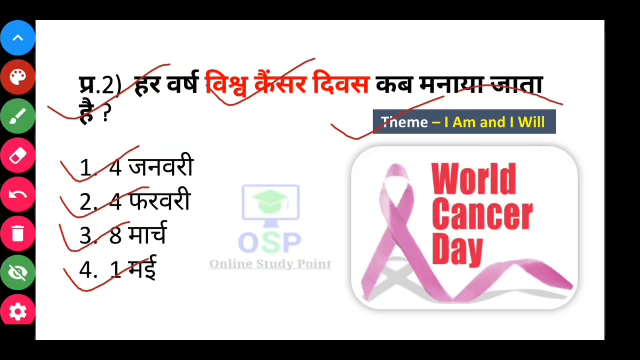 प्र.2) हर वर्ष विश्व कैंसर दिवस कब मनाया जाता
है ?
Theme – I Am and I Will
1. 4 जनवरी
2. 4 फरवरी
3. 8 मार्च
4. 1 मई
OSP
Online Study Point
World
Cancer
Day